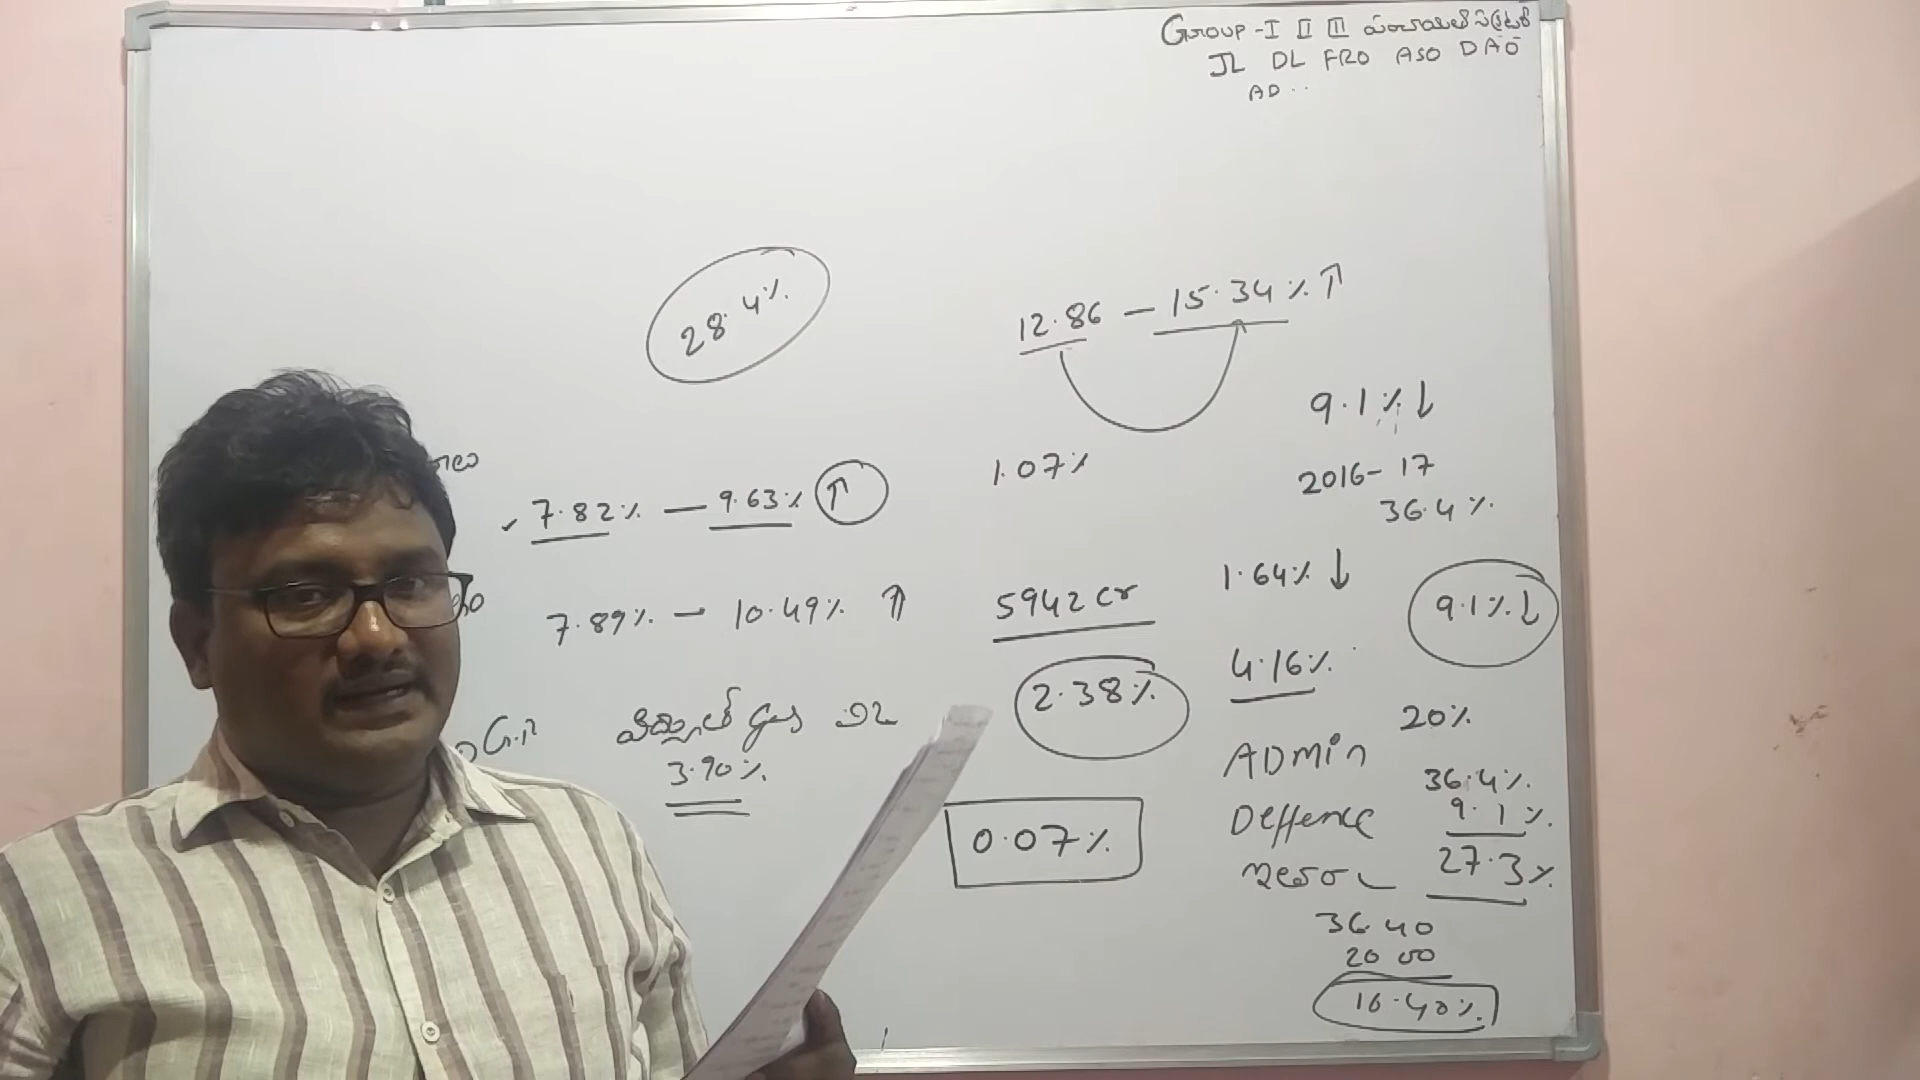 GROUP -I II III
JL DL FRO ASO DAO
AD ..
28.4%
12.86 — 15.34% ↑
9.1% ↓
7.82% — 9.63% ↑
1.07%
2016-17
36.4%
7.89% — 10.49% ↑
5942 cr
1.64% ↓
9.1% ↓
2.38%
4.16%
20%
3.90%
ADMIN
36.4%
0.07%
Deffence
9.1%
27.3%
36.40
20 00
16.40%